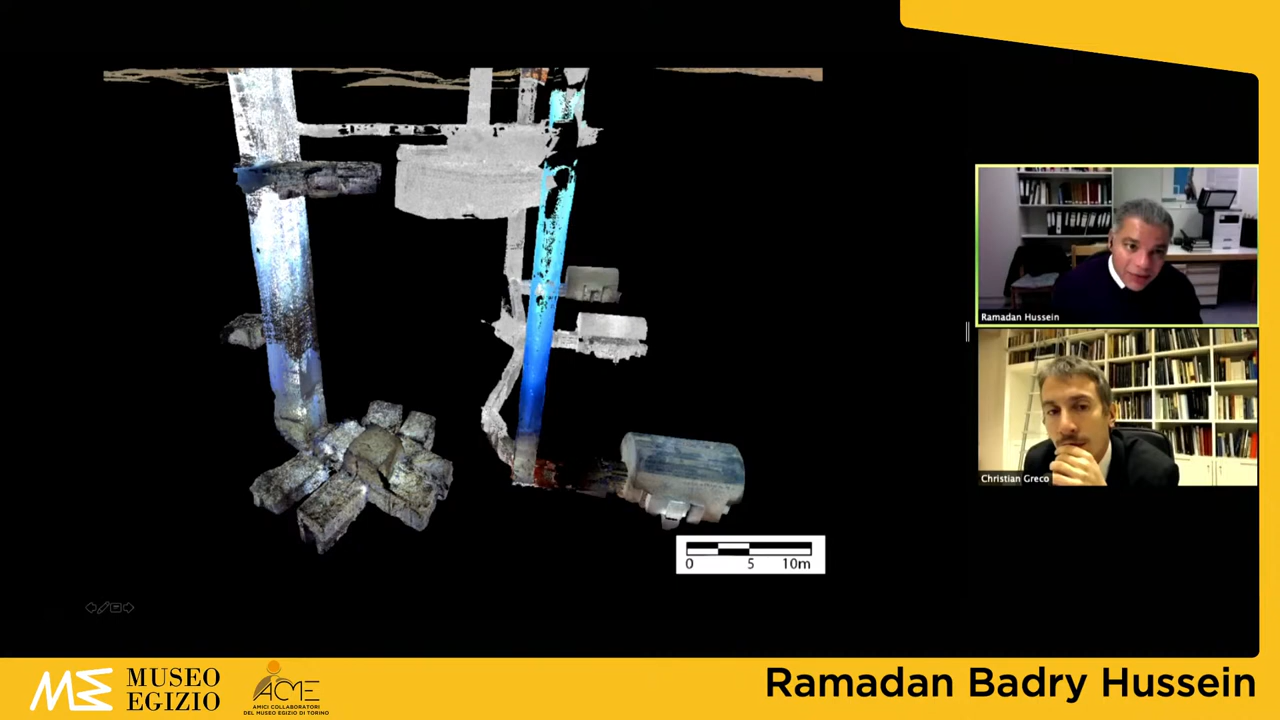 Ramadan Hussein
Christian Greco
0 5 10m
MUSEO
EGIZIO
ACME
AMICI COLLABORATORI
DEL MUSEO EGIZIO DI TORINO
Ramadan Badry Hussein